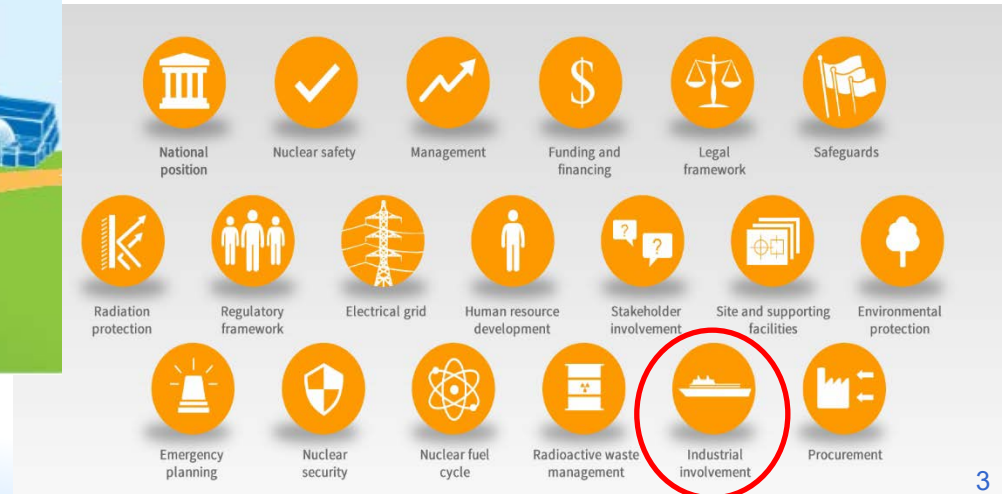 National
position
Nuclear safety
Management
Funding and
financing
Legal
framework
Safeguards
Radiation
protection
Regulatory
framework
Electrical grid
Human resource
development
Stakeholder
involvement
Site and supporting
facilities
Environmental
protection
Emergency
planning
Nuclear
security
Nuclear fuel
cycle
Radioactive waste
management
Industrial
involvement
Procurement
3